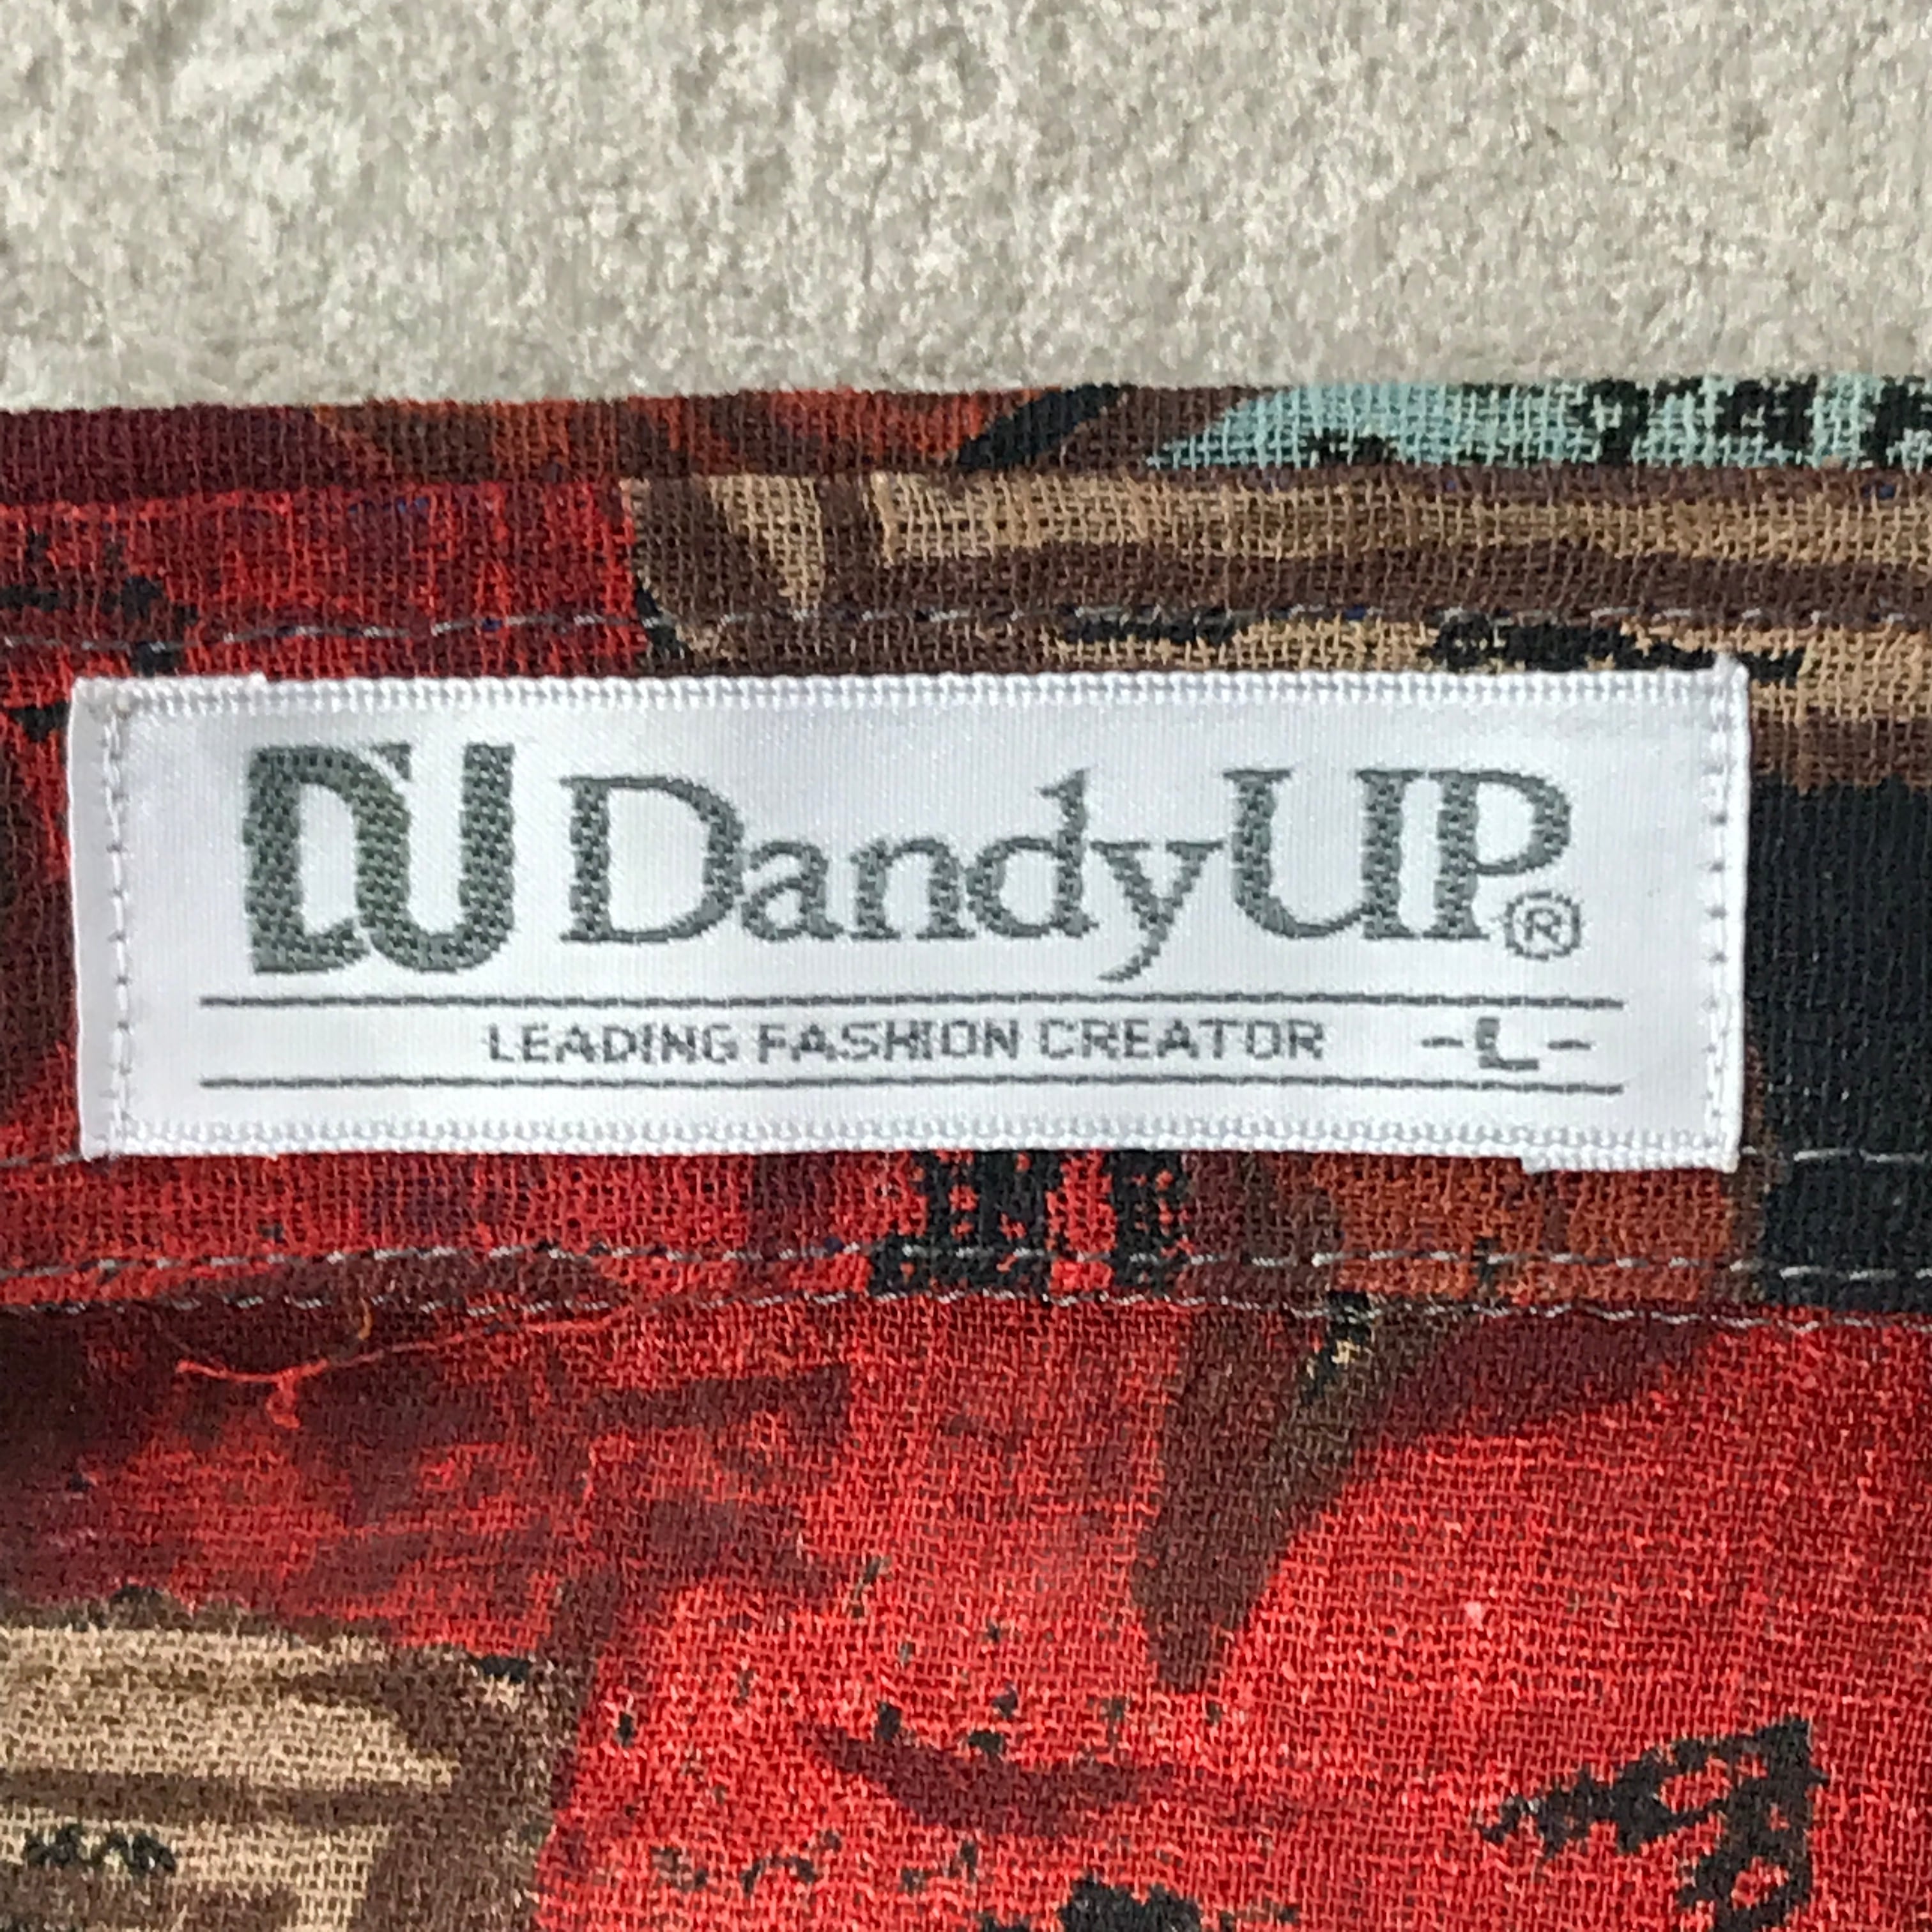 DU DandyUP®
LEADING FASHION CREATOR -L-